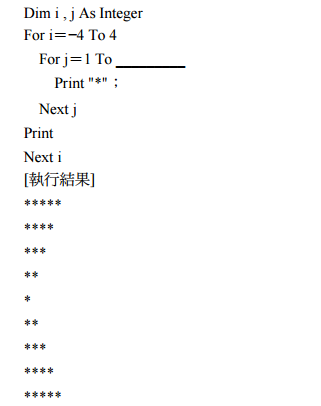 Dim i , j As Integer
For i=−4 To 4
For j=1 To ________
Print "*" ;
Next j
Print
Next i
[執行結果]
*****
****
***
**
*
**
***
****
*****